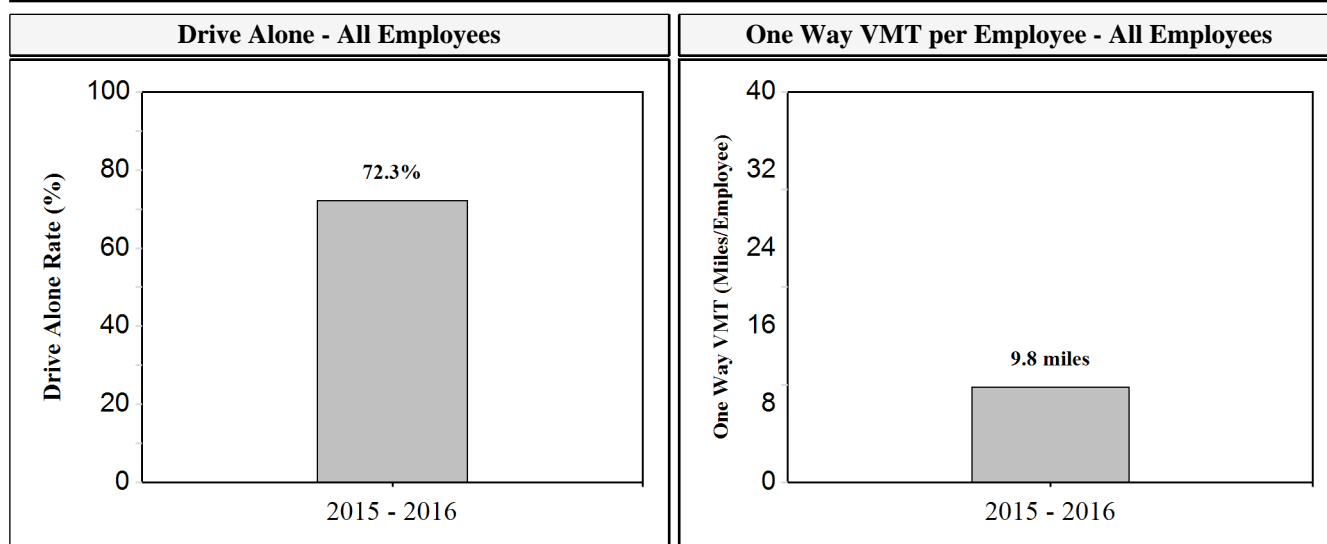 Drive Alone - All Employees
Drive Alone Rate (%)
100
80
60
40
20
0
72.3%
2015 - 2016
One Way VMT per Employee - All Employees
One Way VMT (Miles/Employee)
40
32
24
16
8
0
9.8 miles
2015 - 2016